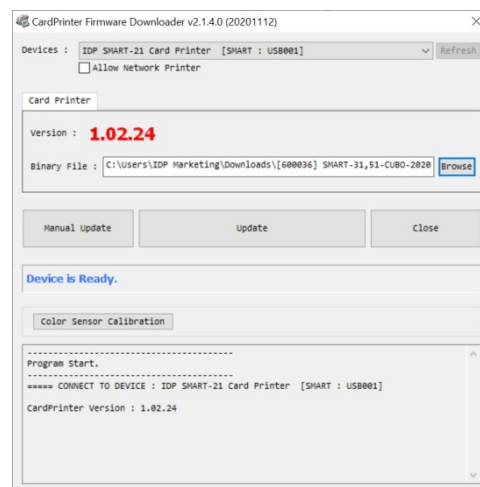 CardPrinter Firmware Downloader v2.1.4.0 (20201112)
Devices : IDP SMART-21 Card Printer [SMART : USB001] Refresh
Allow Network Printer
Card Printer
Version : 1.02.24
Binary File : C:\Users\IDP Marketing\Downloads\[600036] SMART-31,51-CUBO-2020 Browse
Manual Update Update Close
Device is Ready.
Color Sensor Calibration
---------------------------------------
Program Start.
---------------------------------------
===== CONNECT TO DEVICE : IDP SMART-21 Card Printer [SMART : USB001]
CardPrinter Version : 1.02.24